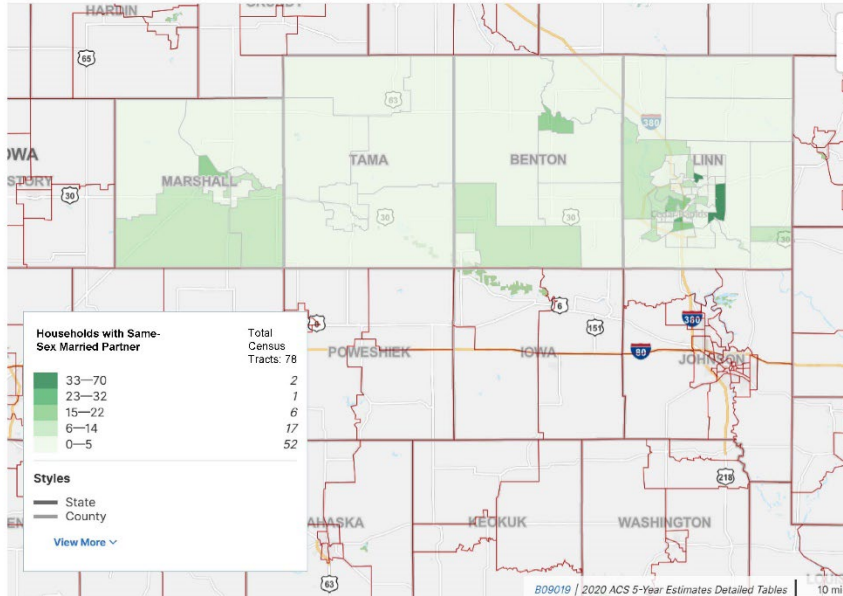 HARDIN
65
63
380
OWA
STORY
30
MARSHALL
TAMA
BENTON
LINN
30
30
30
6
151
380
80
POWESHIEK
IOWA
JOHNSON
Households with Same-
Sex Married Partner
Total
Census
Tracts: 78
33—70 2
23—32 1
15—22 6
6—14 17
0—5 52
Styles
State
County
View More
218
AHASKA
KEOKUK
WASHINGTON
63
B09019 | 2020 ACS 5-Year Estimates Detailed Tables
10 mi